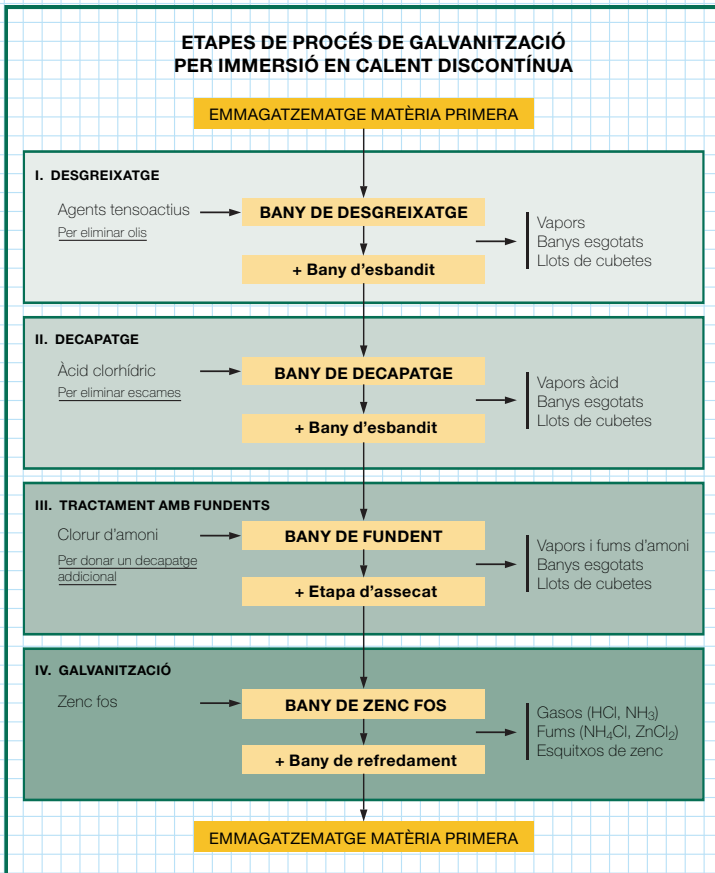 ETAPES DE PROCÉS DE GALVANITZACIÓ
PER IMMERSIÓ EN CALENT DISCONTÍNUA
EMMAGATZEMATGE MATÈRIA PRIMERA
I. DESGREIXATGE
Agents tensoactius
Per eliminar olis
BANY DE DESGREIXATGE
+ Bany d’esbandit
Vapors
Banys esgotats
Llots de cubetes
II. DECAPATGE
Àcid clorhídric
Per eliminar escames
BANY DE DECAPATGE
+ Bany d’esbandit
Vapors àcid
Banys esgotats
Llots de cubetes
III. TRACTAMENT AMB FUNDENTS
Clorur d’amoni
Per donar un decapatge
addicional
BANY DE FUNDENT
+ Etapa d’assecat
Vapors i fums d’amoni
Banys esgotats
Llots de cubetes
IV. GALVANITZACIÓ
Zenc fos
BANY DE ZENC FOS
+ Bany de refredament
Gasos (HCl, NH₃)
Fums (NH₄Cl, ZnCl₂)
Esquitxos de zenc
EMMAGATZEMATGE MATÈRIA PRIMERA